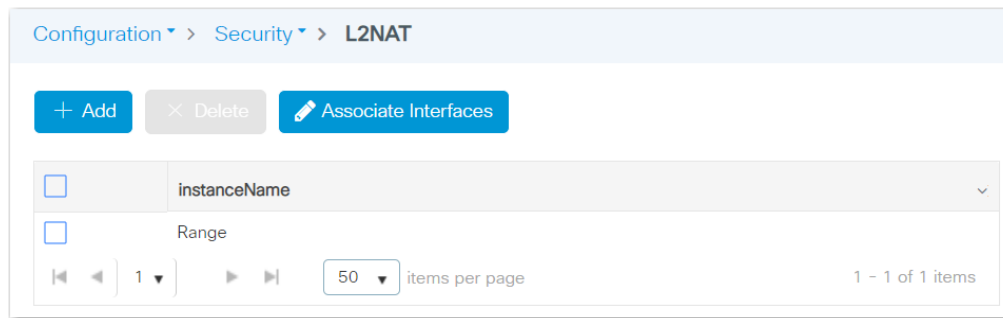 Configuration > Security > L2NAT
+ Add × Delete Associate Interfaces
instanceName
Range
1 50 items per page 1 - 1 of 1 items